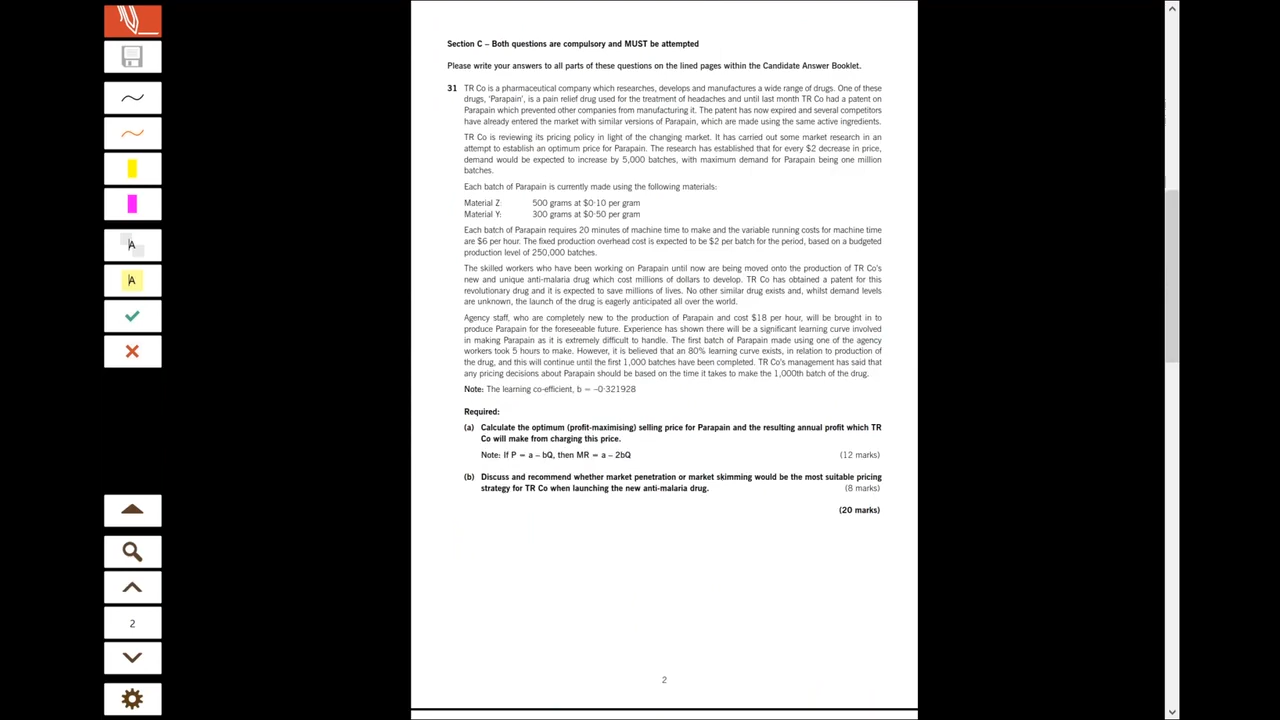 Section C – Both questions are compulsory and MUST be attempted
Please write your answers to all parts of these questions on the lined pages within the Candidate Answer Booklet.
31 TR Co is a pharmaceutical company which researches, develops and manufactures a wide range of drugs. One of these
drugs, 'Parapain', is a pain relief drug used for the treatment of headaches and until last month TR Co had a patent on
Parapain which prevented other companies from manufacturing it. The patent has now expired and several competitors
have already entered the market with similar versions of Parapain, which are made using the same active ingredients.
TR Co is reviewing its pricing policy in light of the changing market. It has carried out some market research in an
attempt to establish an optimum price for Parapain. The research has established that for every $2 decrease in price,
demand would be expected to increase by 5,000 batches, with maximum demand for Parapain being one million
batches.
Each batch of Parapain is currently made using the following materials:
Material Z: 500 grams at $0·10 per gram
Material Y: 300 grams at $0·50 per gram
Each batch of Parapain requires 20 minutes of machine time to make and the variable running costs for machine time
are $6 per hour. The fixed production overhead cost is expected to be $2 per batch for the period, based on a budgeted
production level of 250,000 batches.
The skilled workers who have been working on Parapain until now are being moved onto the production of TR Co's
new and unique anti-malaria drug which cost millions of dollars to develop. TR Co has obtained a patent for this
revolutionary drug and it is expected to save millions of lives. No other similar drug exists and, whilst demand levels
are unknown, the launch of the drug is eagerly anticipated all over the world.
Agency staff, who are completely new to the production of Parapain and cost $18 per hour, will be brought in to
produce Parapain for the foreseeable future. Experience has shown there will be a significant learning curve involved
in making Parapain as it is extremely difficult to handle. The first batch of Parapain made using one of the agency
workers took 5 hours to make. However, it is believed that an 80% learning curve exists, in relation to production of
the drug, and this will continue until the first 1,000 batches have been completed. TR Co's management has said that
any pricing decisions about Parapain should be based on the time it takes to make the 1,000th batch of the drug.
Note: The learning co-efficient, b = –0·321928
Required:
(a) Calculate the optimum (profit-maximising) selling price for Parapain and the resulting annual profit which TR
Co will make from charging this price.
Note: If P = a – bQ, then MR = a – 2bQ (12 marks)
(b) Discuss and recommend whether market penetration or market skimming would be the most suitable pricing
strategy for TR Co when launching the new anti-malaria drug. (8 marks)
(20 marks)
2
2